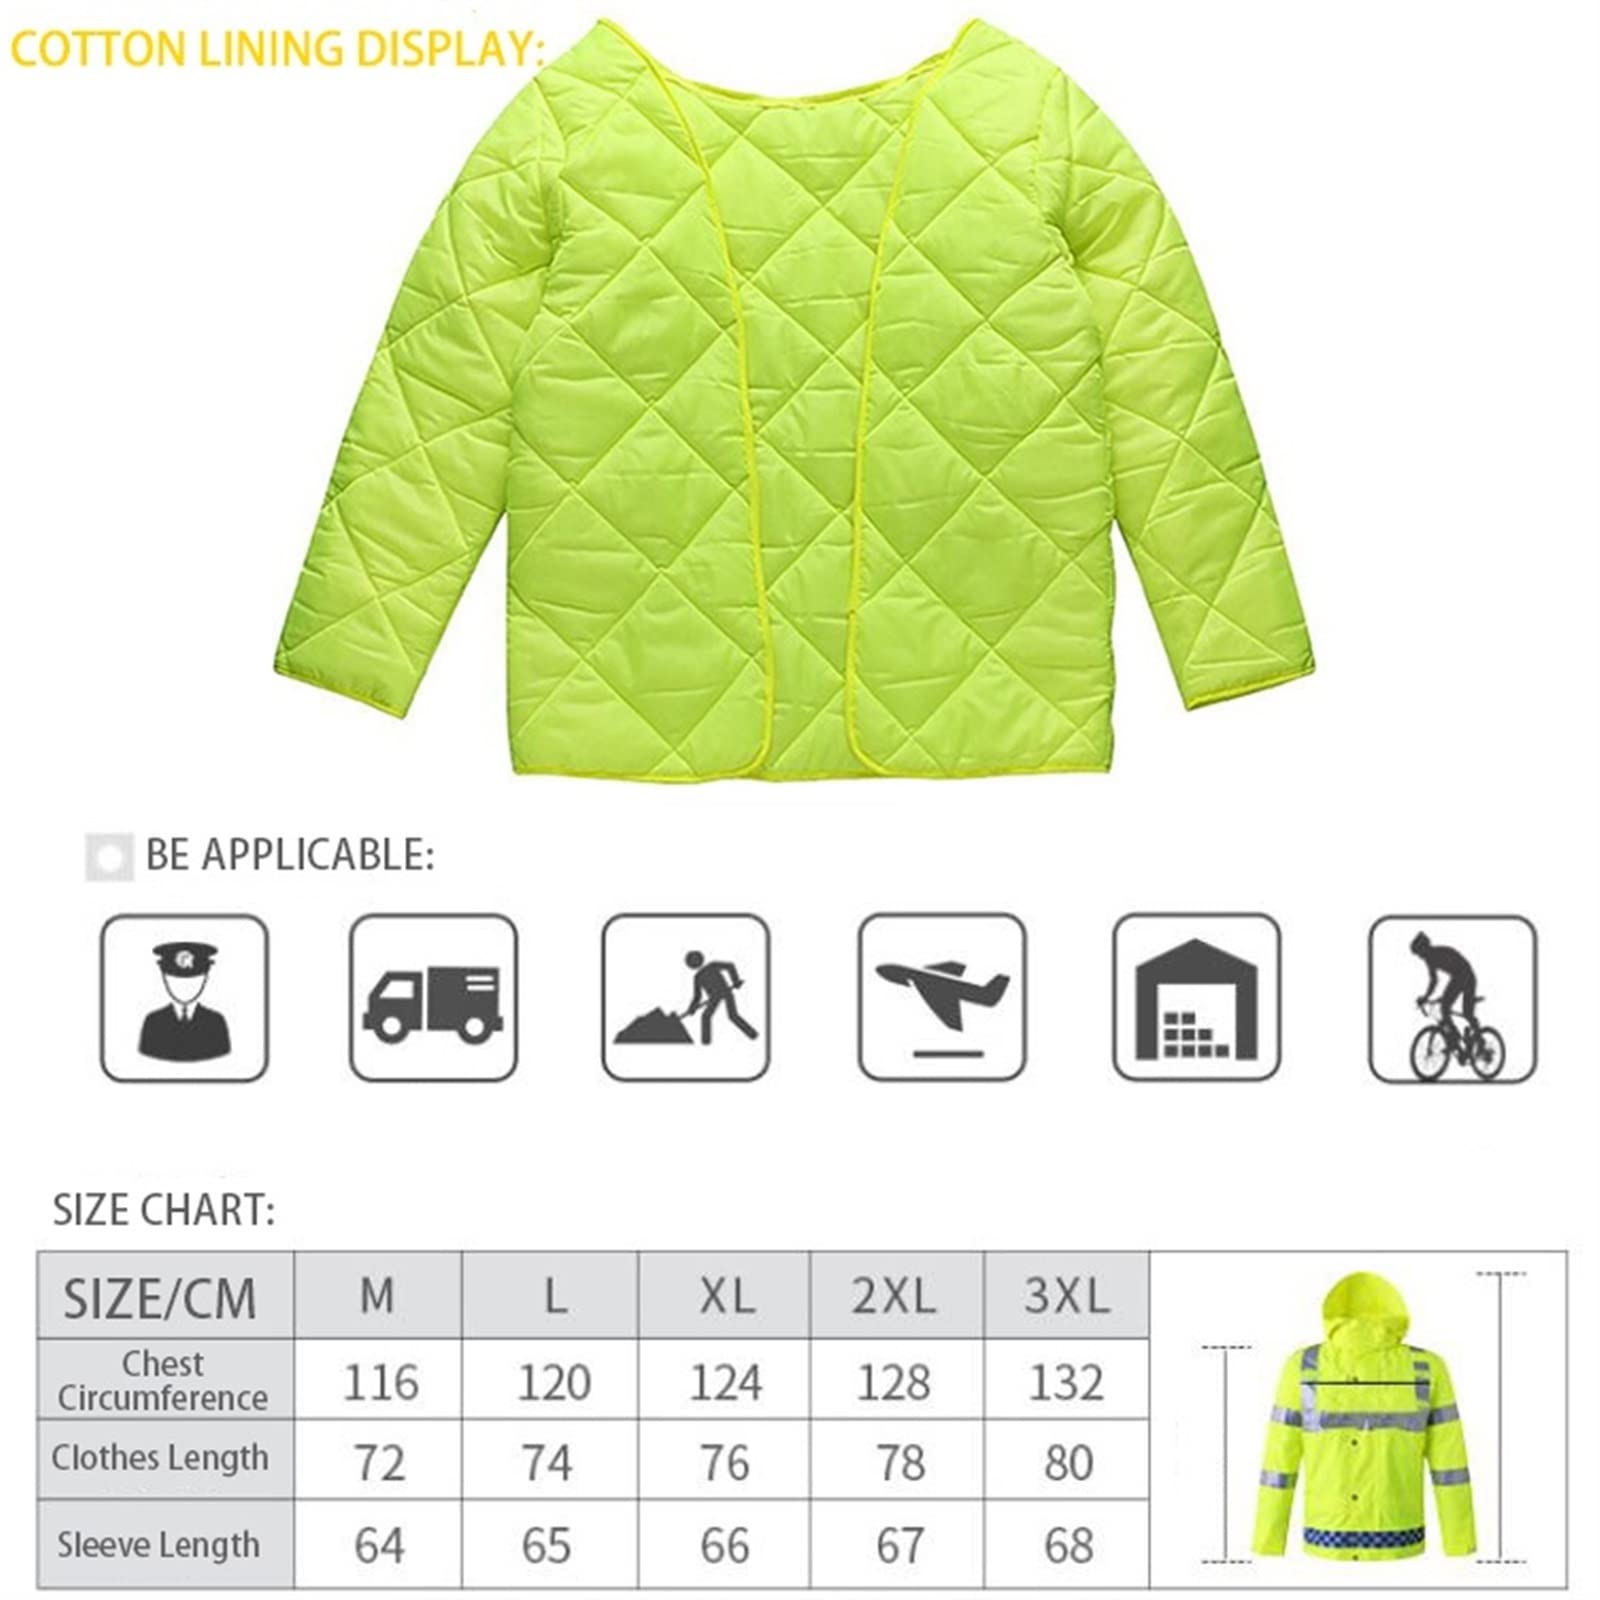 COTTON LINING DISPLAY:
BE APPLICABLE:
SIZE CHART:
SIZE/CM M L XL 2XL 3XL
Chest
Circumference 116 120 124 128 132
Clothes Length 72 74 76 78 80
Sleeve Length 64 65 66 67 68